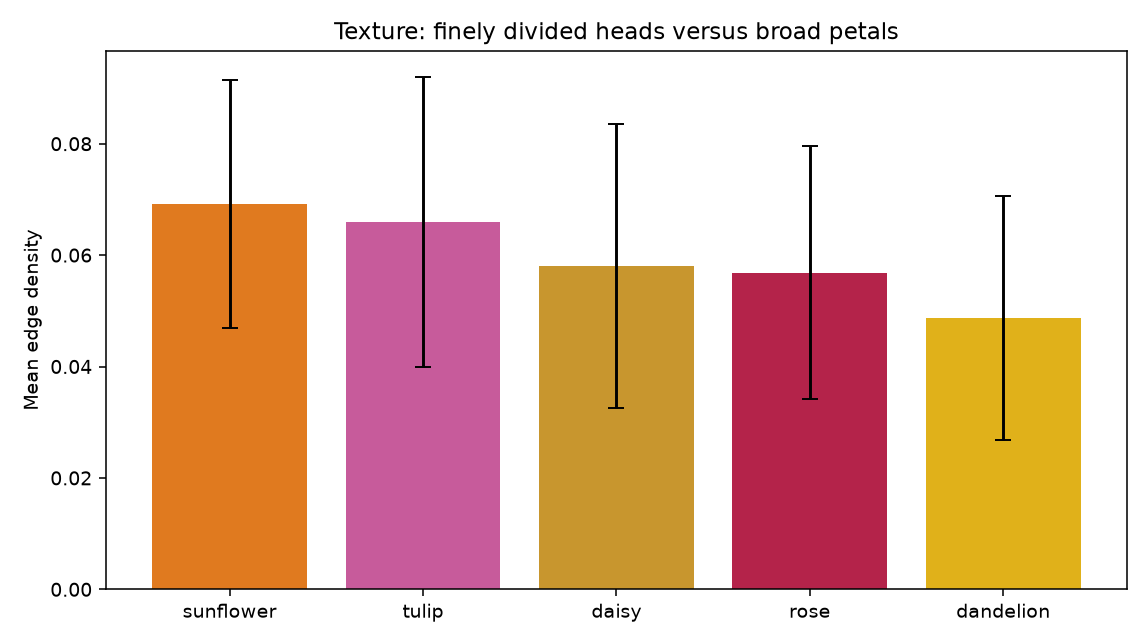 Texture: finely divided heads versus broad petals
Mean edge density
0.08
0.06
0.04
0.02
0.00
sunflower
tulip
daisy
rose
dandelion